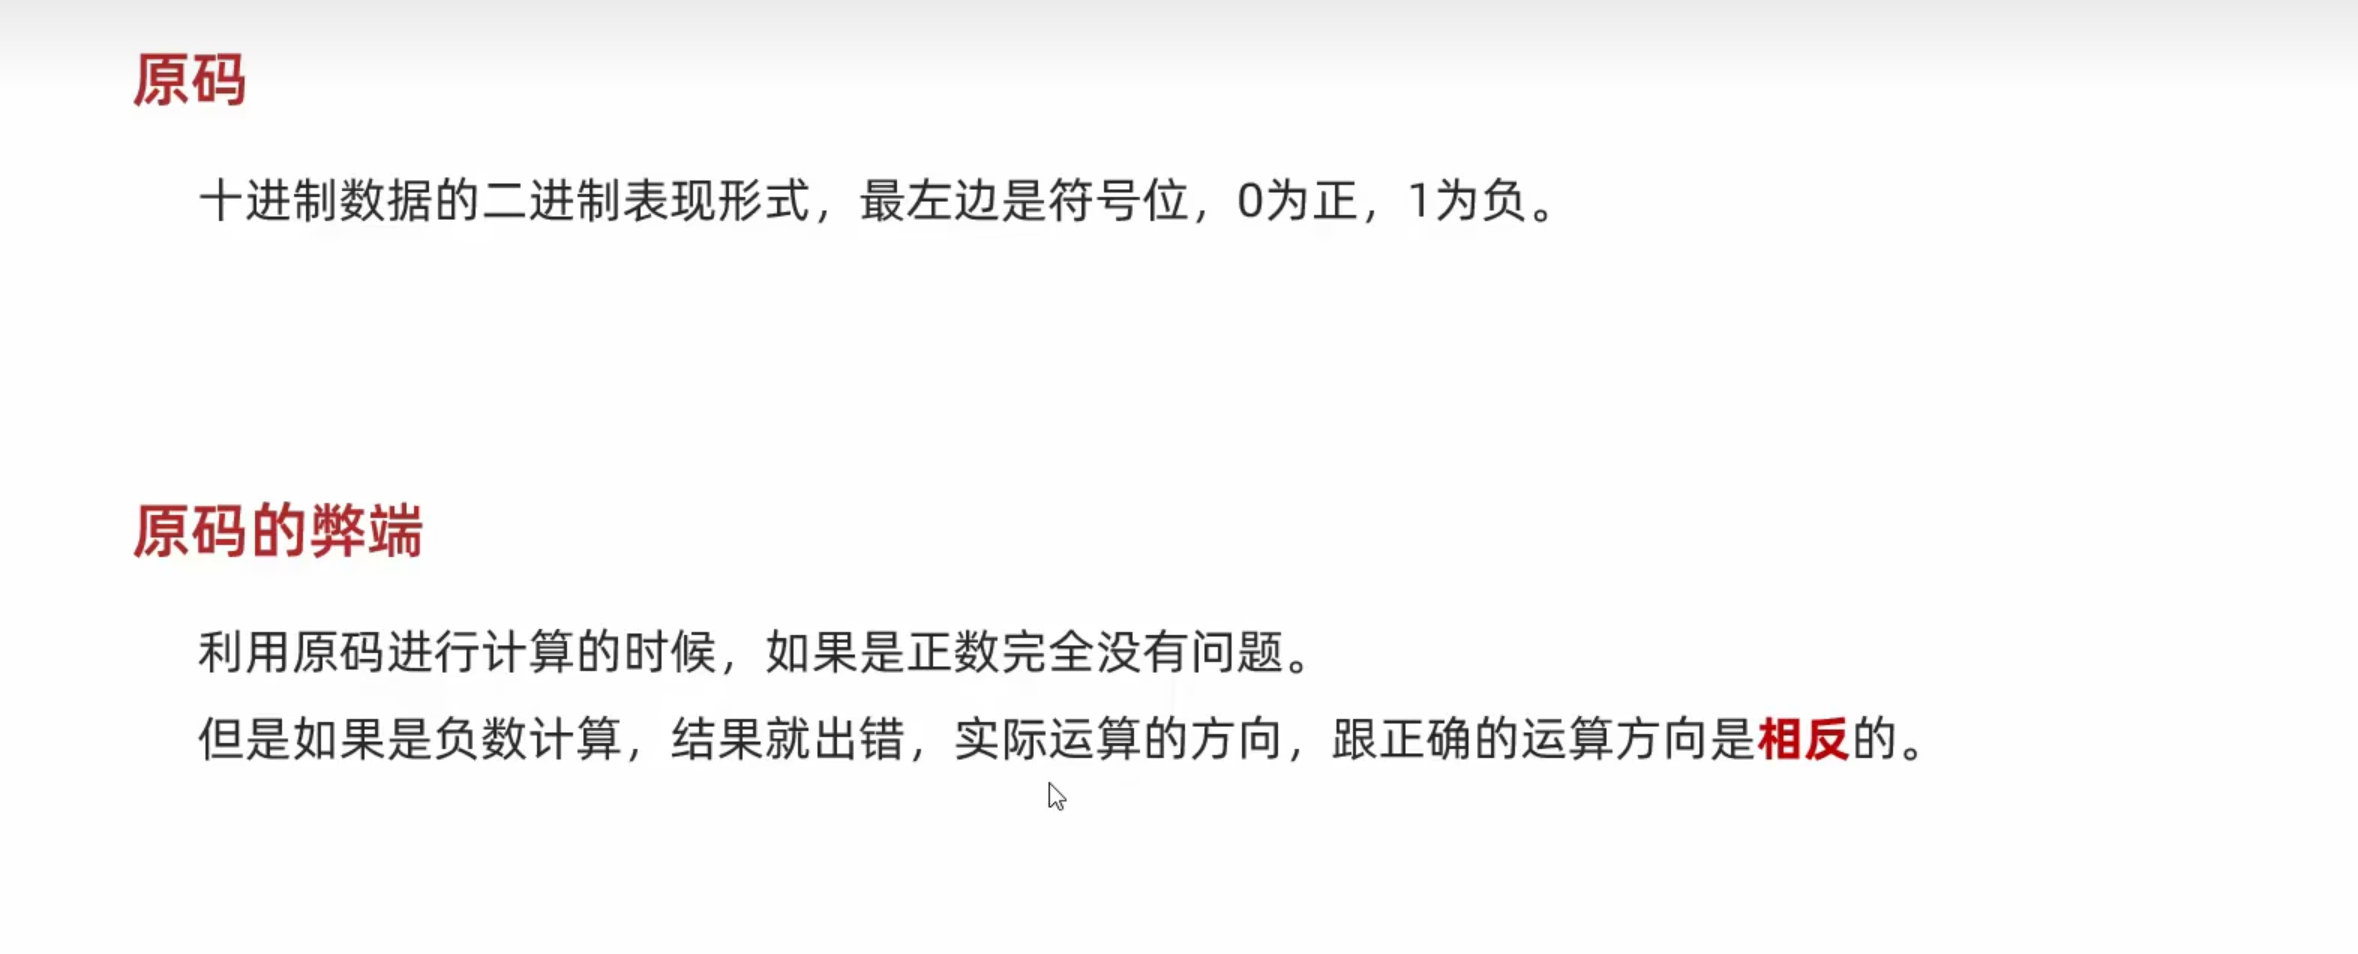 原码
十进制数据的二进制表现形式，最左边是符号位，0为正，1为负。
原码的弊端
利用原码进行计算的时候，如果是正数完全没有问题。
但是如果是负数计算，结果就出错，实际运算的方向，跟正确的运算方向是相反的。